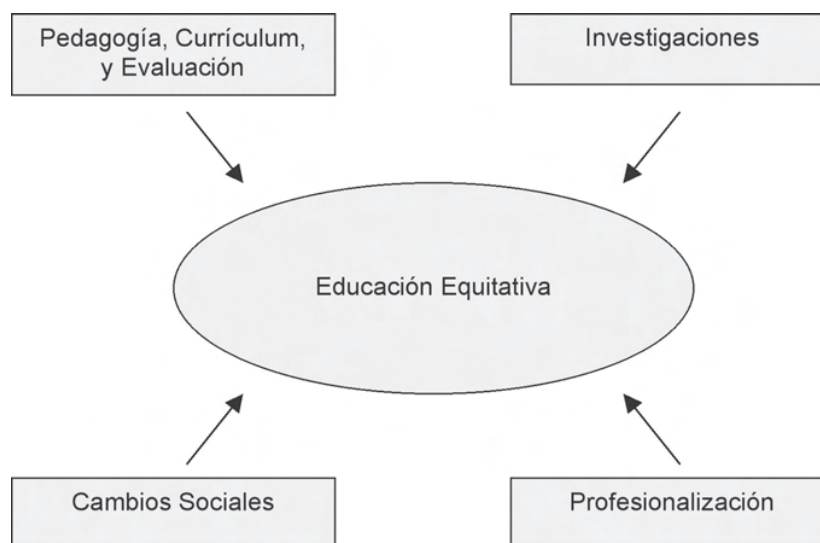 Pedagogía, Currículum,
y Evaluación
Investigaciones
Educación Equitativa
Cambios Sociales
Profesionalización